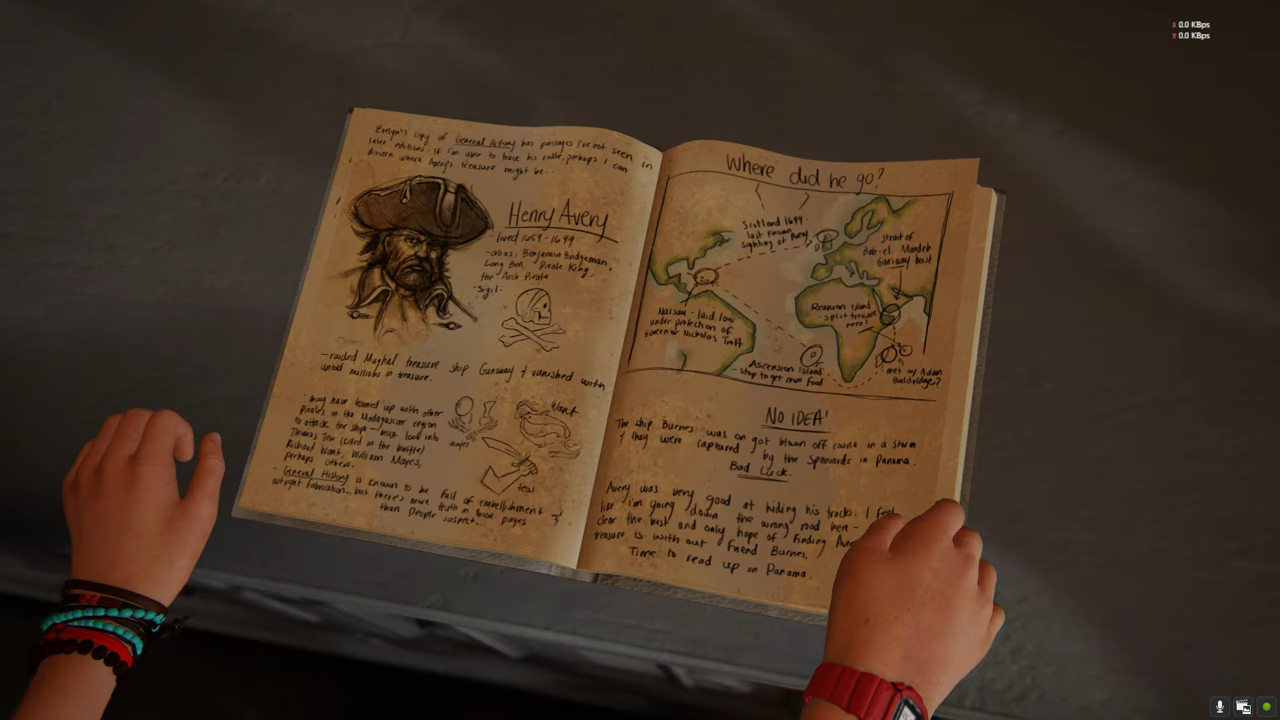 Evelyn's copy of General History has passages I've not seen in
later editions. If I'm able to trace his route, perhaps I can
discern where Avery's treasure might be...
Henry Avery
lived 1659-1699
-alias. Benjamin Bridgeman,
Long Ben, Pirate King,
the Arch Pirate
-Sigil-
-raided Mughal treasure ship Gunsway & vanished with
untold millions in treasure.
-may have teamed up with other
Pirates in the Madagascar region
to attack the ship - must look into
Thomas Tew (killed in the battle)
Richard Want, William Mayes,
perhaps others.
Mayes
Want
Tew
- General History is known to be full of embellishment &
outright fabrication.. but there's more truth in those pages
than people suspect.
Where did he go?
Scotland 1699-
last known
sighting of Avery
Strait of
Bab-el Mandeb
Gunsway heist
Reunion Island
split treasure
here?
Nassau - laid low
under protection of
Governor Nicholas Trott
Ascension Island
- stop to get more food
met w/ Adam
Baldridge?
NO IDEA!
The ship Burnes was on got blown off course in a storm
& they were captured by the Spaniards in Panama.
Bad Luck.
Avery was very good at hiding his tracks. I feel
like I'm going down the wrong road here-
clear the best and only hope of finding
treasure is with our friend Burnes.
Time to read up on Panama.
0.0 KBps
0.0 KBps